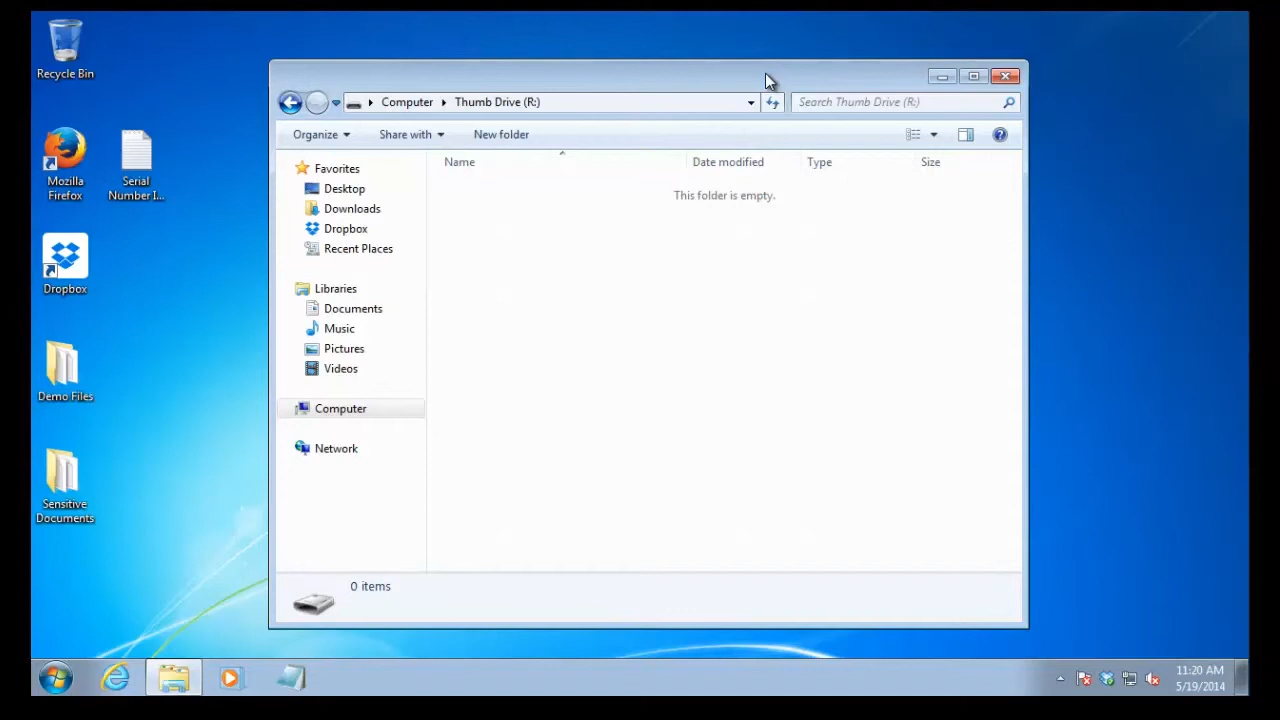 Recycle Bin
Mozilla
Firefox
Serial
Number I...
Dropbox
Demo Files
Sensitive
Documents
Computer
Thumb Drive (R:)
Search Thumb Drive (R:)
Organize
Share with
New folder
Name
Date modified
Type
Size
This folder is empty.
Favorites
Desktop
Downloads
Dropbox
Recent Places
Libraries
Documents
Music
Pictures
Videos
Computer
Network
0 items
11:20 AM
5/19/2014